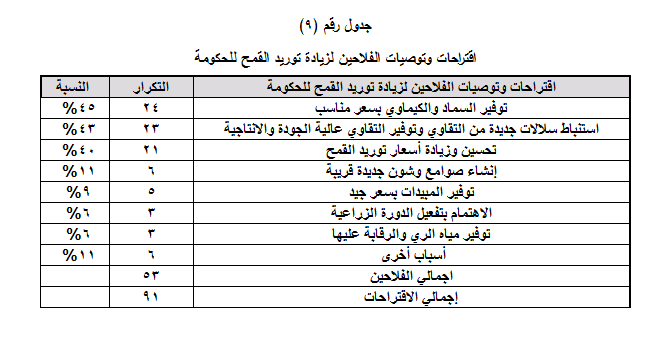 جدول رقم (٩)
اقتراحات وتوصيات الفلاحين لزيادة توريد القمح للحكومة
اقتراحات وتوصيات الفلاحين لزيادة توريد القمح للحكومة التكرار النسبة
توفير السماد والكيماوي بسعر مناسب ٢٤ ٤٥%
استنباط سلالات جديدة من التقاوي وتوفير التقاوي عالية الجودة والانتاجية ٢٣ ٤٣%
تحسين وزيادة أسعار توريد القمح ٢١ ٤٠%
إنشاء صوامع وشون جديدة قريبة ٦ ١١%
توفير المبيدات بسعر جيد ٥ ٩%
الاهتمام بتفعيل الدورة الزراعية ٣ ٦%
توفير مياه الري والرقابة عليها ٣ ٦%
أسباب أخرى ٦ ١١%
اجمالي الفلاحين ٥٣
إجمالي الاقتراحات ٩١